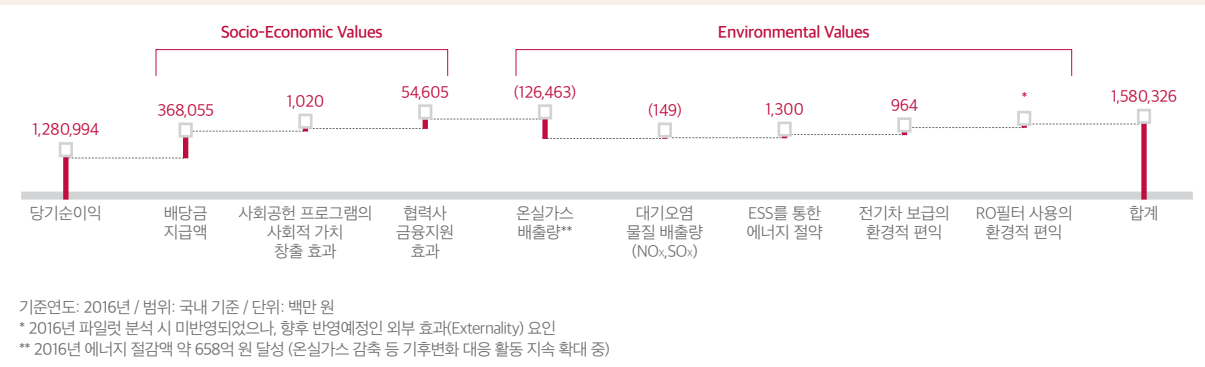 Socio-Economic Values
Environmental Values
1,280,994
368,055
1,020
54,605
(126,463)
(149)
1,300
964
*
1,580,326
당기순이익
배당금
지급액
사회공헌 프로그램의
사회적 가치
창출 효과
협력사
금융지원
효과
온실가스
배출량**
대기오염
물질 배출량
(NOx,SOx)
ESS를 통한
에너지 절약
전기차 보급의
환경적 편익
RO필터 사용의
환경적 편익
합계
기준연도: 2016년 / 범위: 국내 기준 / 단위: 백만 원
* 2016년 파일럿 분석 시 미반영되었으나, 향후 반영예정인 외부 효과(Externality) 요인
** 2016년 에너지 절감액 약 658억 원 달성 (온실가스 감축 등 기후변화 대응 활동 지속 확대 중)